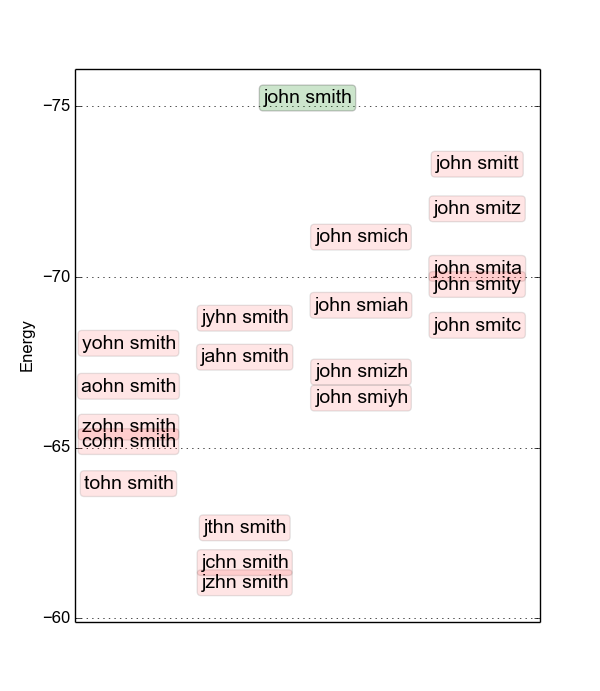 −75
john smith
john smitt
john smitz
john smich
−70
john smita
john smity
john smiah
jyhn smith
john smitc
yohn smith
jahn smith
john smizh
aohn smith
john smiyh
zohn smith
cohn smith
−65
tohn smith
jthn smith
jchn smith
jzhn smith
−60
Energy